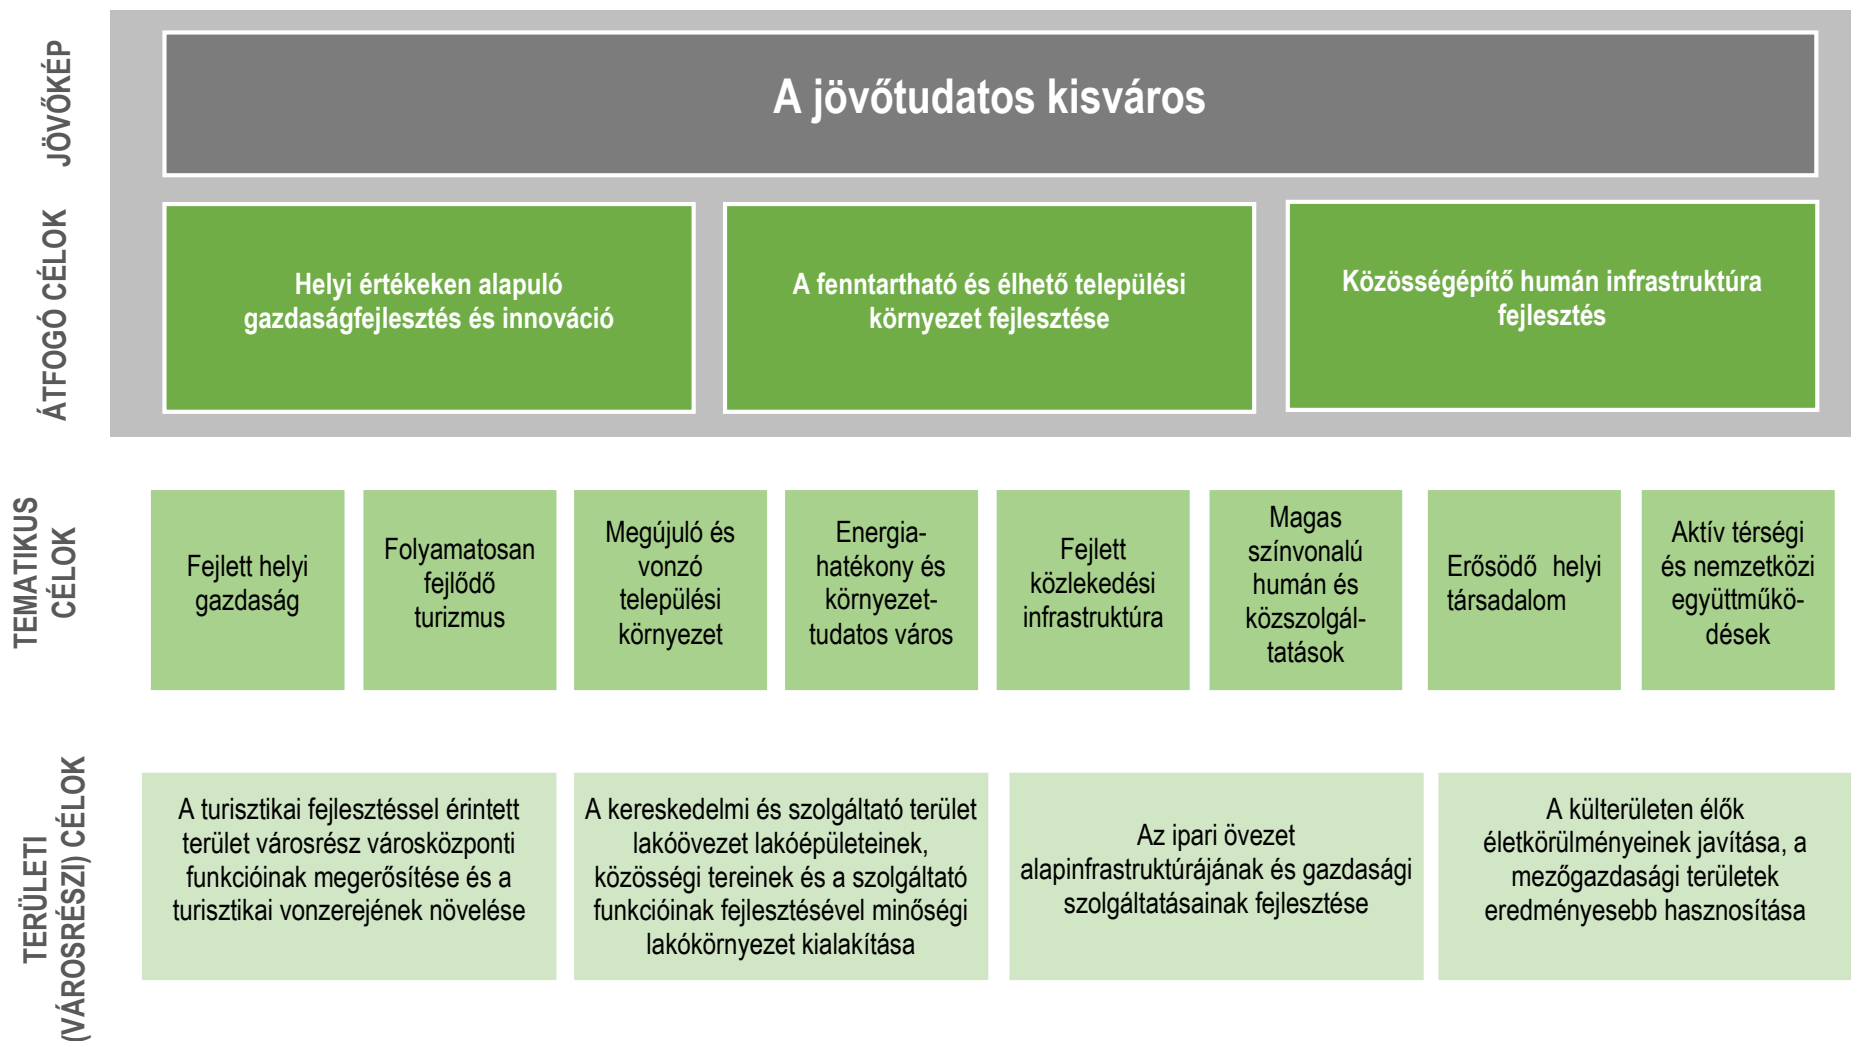 JÖVŐKÉP
A jövőtudatos kisváros
ÁTFOGÓ CÉLOK
Helyi értékeken alapuló
gazdaságfejlesztés és innováció
A fenntartható és élhető települési
környezet fejlesztése
Közösségépítő humán infrastruktúra
fejlesztés
TEMATIKUS
CÉLOK
Fejlett helyi
gazdaság
Folyamatosan
fejlődő
turizmus
Megújuló és
vonzó
települési
környezet
Energia-
hatékony és
környezet-
tudatos város
Fejlett
közlekedési
infrastruktúra
Magas
színvonalú
humán és
közszolgál-
tatások
Erősödő helyi
társadalom
Aktív térségi
és nemzetközi
együttműkö-
dések
TERÜLETI
(VÁROSRÉSZI) CÉLOK
A turisztikai fejlesztéssel érintett
terület városrész városközponti
funkcióinak megerősítése és a
turisztikai vonzerejének növelése
A kereskedelmi és szolgáltató terület
lakóövezet lakóépületeinek,
közösségi tereinek és a szolgáltató
funkcióinak fejlesztésével minőségi
lakókörnyezet kialakítása
Az ipari övezet
alapinfrastruktúrájának és gazdasági
szolgáltatásainak fejlesztése
A külterületen élők
életkörülményeinek javítása, a
mezőgazdasági területek
eredményesebb hasznosítása